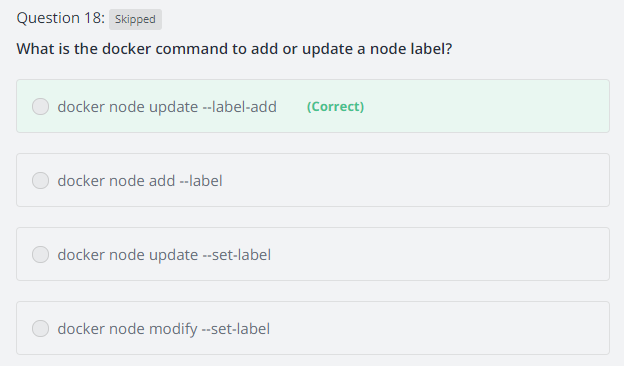 Question 18: Skipped
What is the docker command to add or update a node label?
docker node update --label-add (Correct)
docker node add --label
docker node update --set-label
docker node modify --set-label